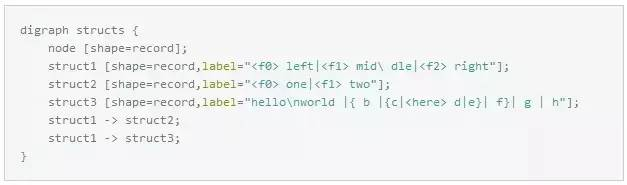 digraph structs {
    node [shape=record];
    struct1 [shape=record,label="<f0> left|<f1> mid\ dle|<f2> right"];
    struct2 [shape=record,label="<f0> one|<f1> two"];
    struct3 [shape=record,label="hello\nworld |{ b |{c|<here> d|e}| f}| g | h"];
    struct1 -> struct2;
    struct1 -> struct3;
}